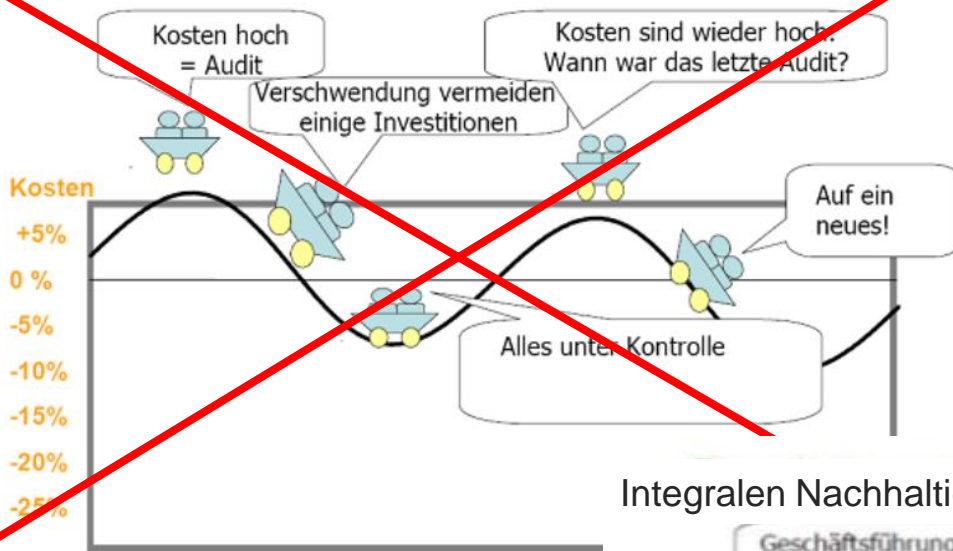 Kosten hoch
= Audit
Kosten sind wieder hoch.
Wann war das letzte Audit?
Verschwendung vermeiden
einige Investitionen
Auf ein
neues!
Kosten
+5%
0 %
-5%
-10%
-15%
-20%
-25%
Alles unter Kontrolle
Integralen Nachhalti
Geschäftsführung